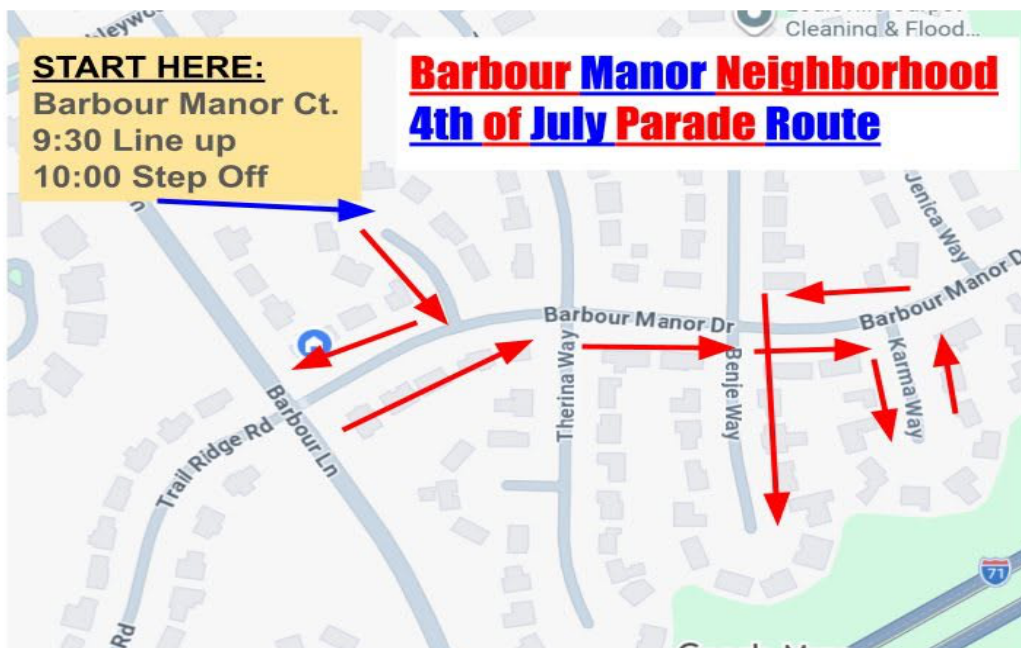 Cleaning & Flood...
START HERE:
Barbour Manor Ct.
9:30 Line up
10:00 Step Off
Barbour Manor Neighborhood
4th of July Parade Route
Jenica Way
Barbour Manor D
Barbour Manor Dr
Therina Way
Benje Way
Karma Way
Barbour Ln
Trail Ridge Rd
71
Rd